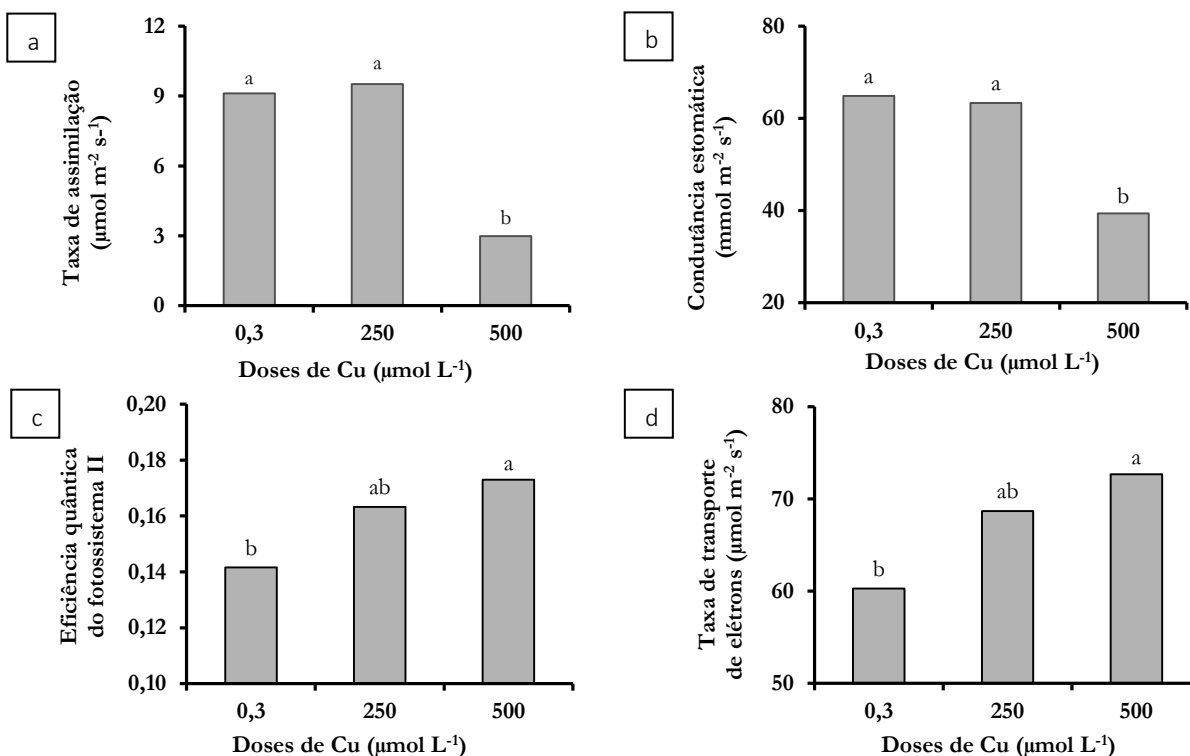 a
Taxa de assimilação
(µmol m⁻² s-¹)
12
9
6
3
0
a
a
b
0,3
250
500
Doses de Cu (µmol L⁻¹)
b
Condutância estomática
(mmol m⁻² s⁻¹)
80
60
40
20
a
a
b
0,3
250
500
Doses de Cu (µmol L⁻¹)
c
Eficiência quântica
do fotossistema II
0,20
0,18
0,16
0,14
0,12
0,10
b
ab
a
0,3
250
500
Doses de Cu (µmol L⁻¹)
d
Taxa de transporte
de elétrons (µmol m⁻² s⁻¹)
80
70
60
50
b
ab
a
0,3
250
500
Doses de Cu (µmol L⁻¹)